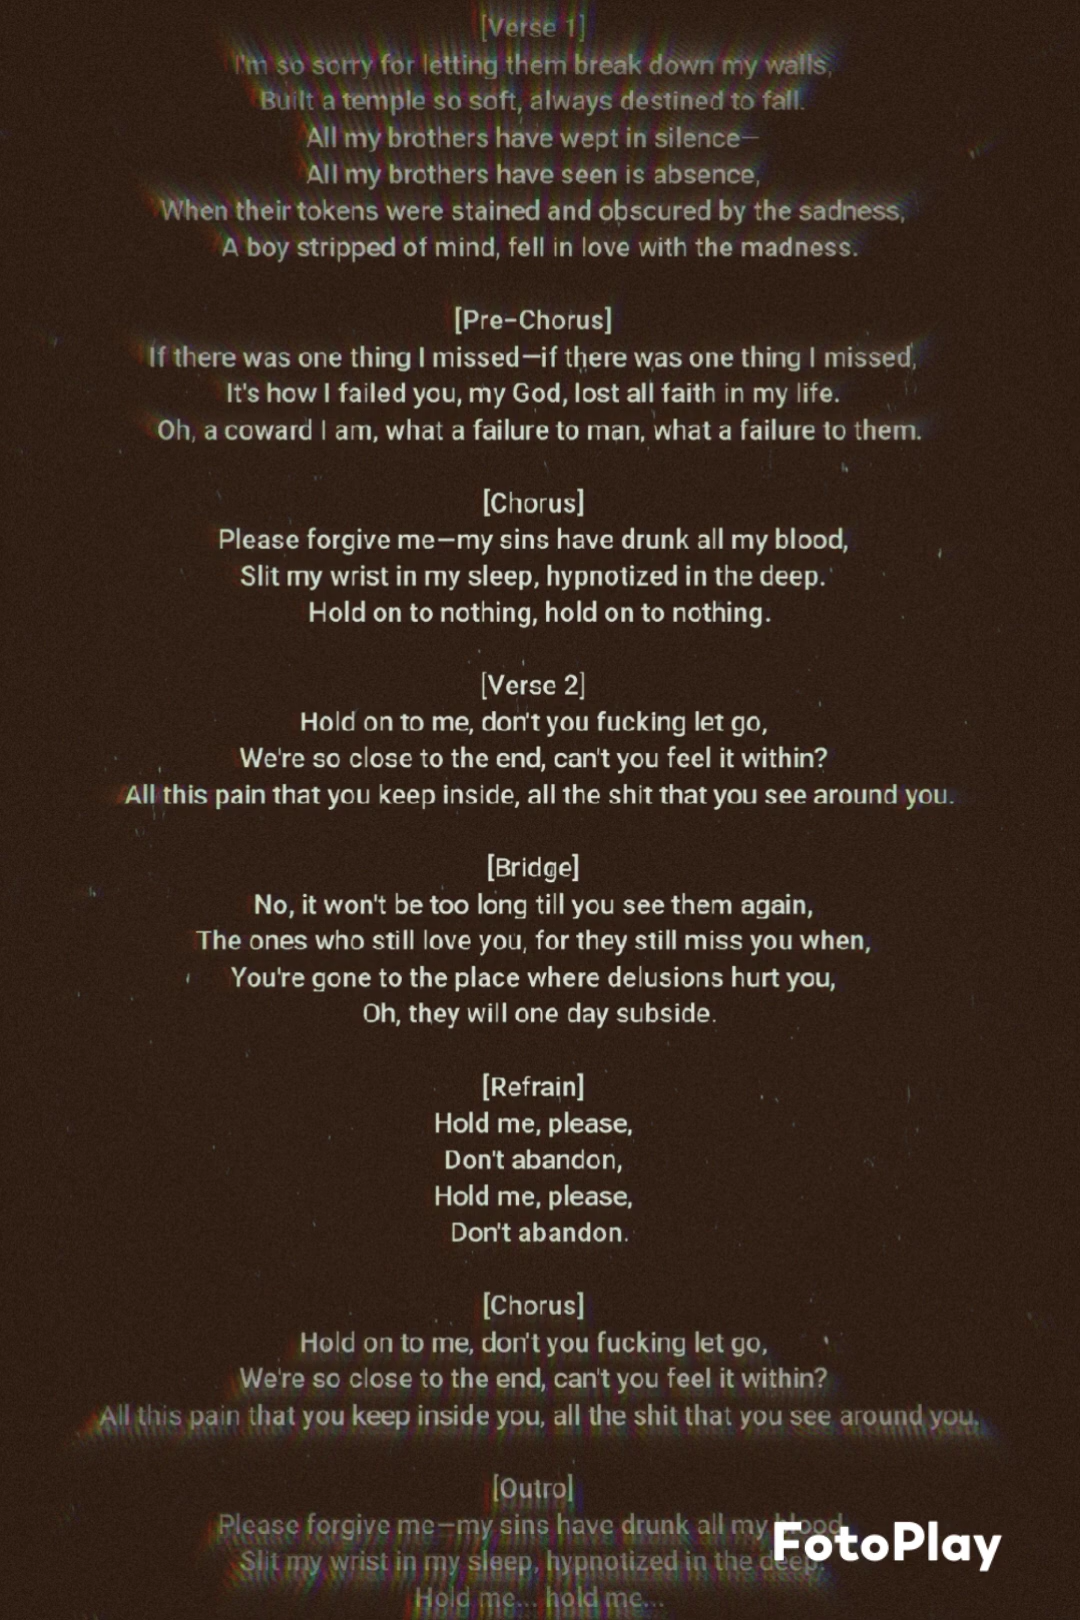 [Verse 1]
I'm so sorry for letting them break down my walls,
Built a temple so soft, always destined to fall.
All my brothers have wept in silence—
All my brothers have seen is absence,
When their tokens were stained and obscured by the sadness,
A boy stripped of mind, fell in love with the madness.
[Pre-Chorus]
If there was one thing I missed—if there was one thing I missed,
It's how I failed you, my God, lost all faith in my life.
Oh, a coward I am, what a failure to man, what a failure to them.
[Chorus]
Please forgive me—my sins have drunk all my blood,
Slit my wrist in my sleep, hypnotized in the deep.
Hold on to nothing, hold on to nothing.
[Verse 2]
Hold on to me, don't you fucking let go,
We're so close to the end, can't you feel it within?
All this pain that you keep inside, all the shit that you see around you.
[Bridge]
No, it won't be too long till you see them again,
The ones who still love you, for they still miss you when,
You're gone to the place where delusions hurt you,
Oh, they will one day subside.
[Refrain]
Hold me, please,
Don't abandon,
Hold me, please,
Don't abandon.
[Chorus]
Hold on to me, don't you fucking let go,
We're so close to the end, can't you feel it within?
All this pain that you keep inside you, all the shit that you see around you.
[Outro]
Please forgive me—my sins have drunk all my blood,
Slit my wrist in my sleep, hypnotized in the deep.
Hold me... hold me...
FotoPlay